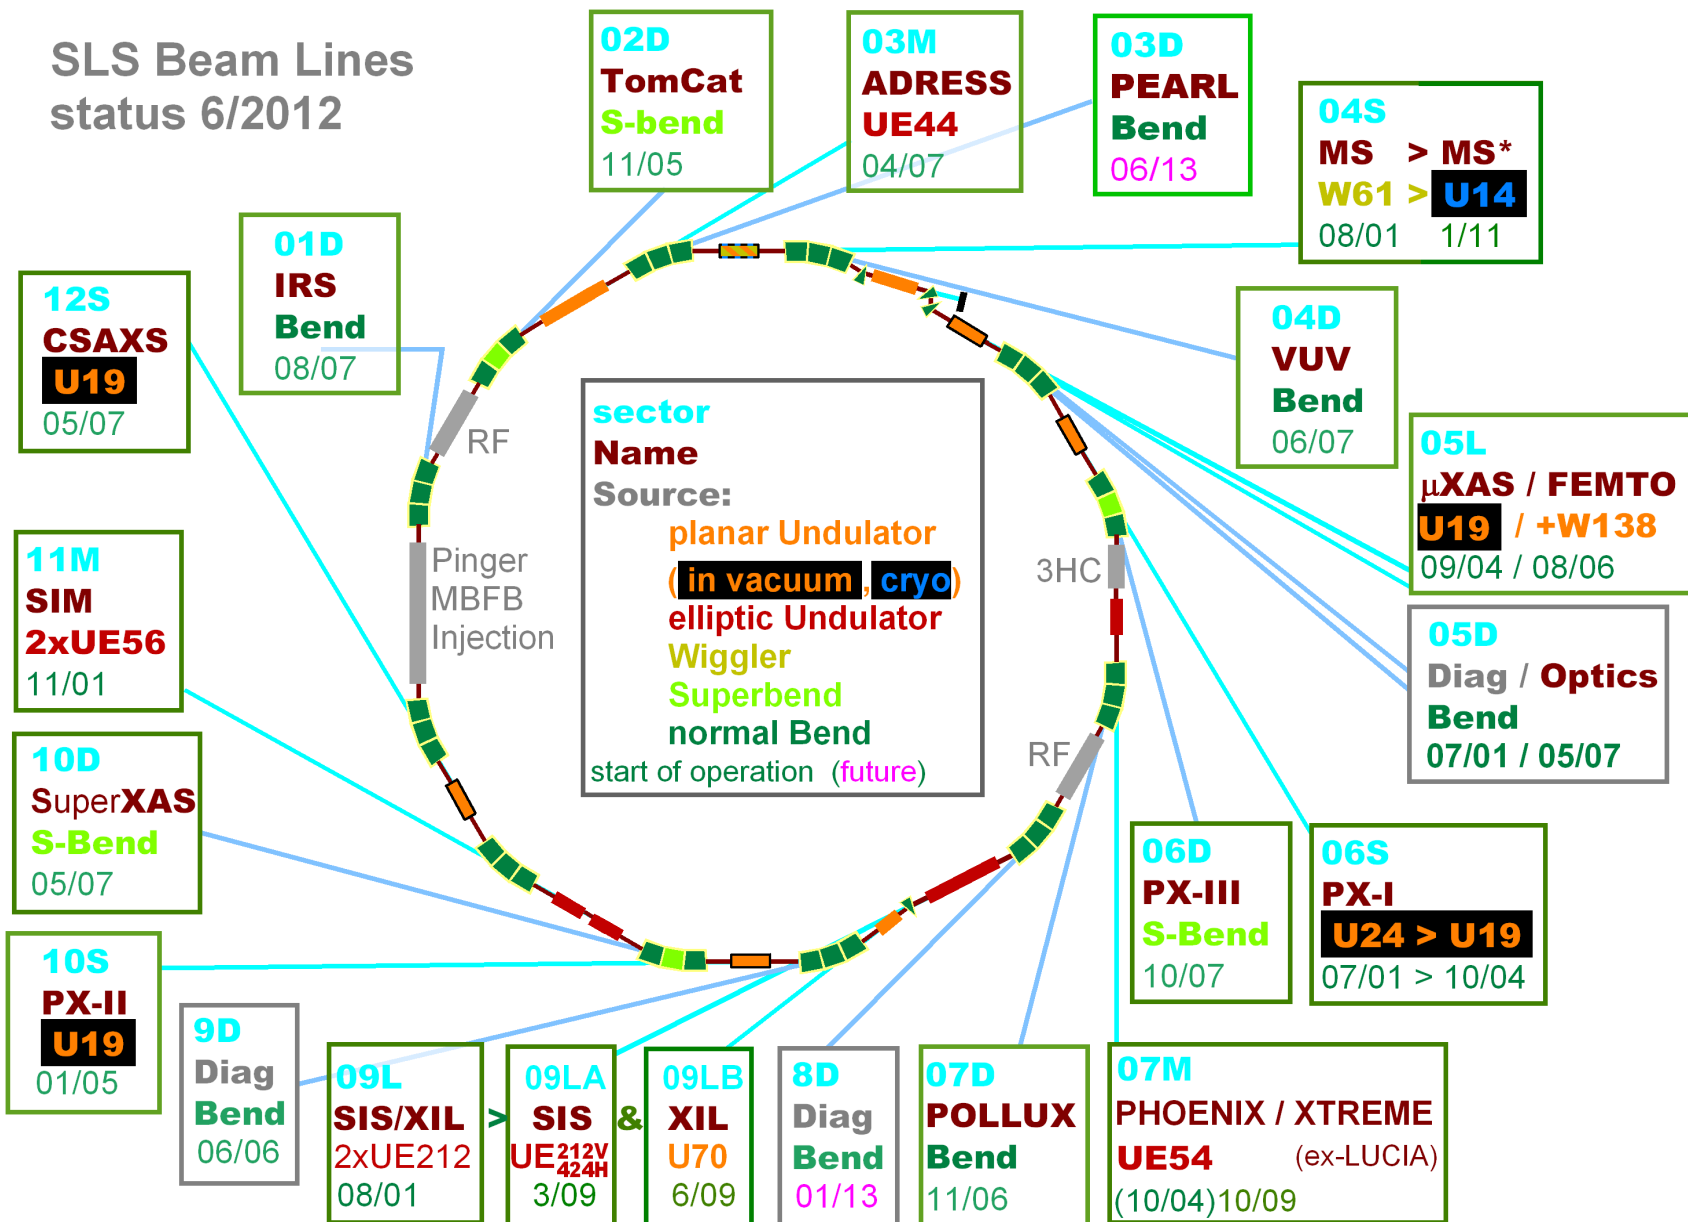 SLS Beam Lines
status 6/2012
02D
TomCat
S-bend
11/05
03M
ADRESS
UE44
04/07
03D
PEARL
Bend
06/13
04S
MS > MS*
W61 > U14
08/01 1/11
01D
IRS
Bend
08/07
12S
CSAXS
U19
05/07
04D
VUV
Bend
06/07
05L
µXAS / FEMTO
U19 / +W138
09/04 / 08/06
05D
Diag / Optics
Bend
07/01 / 05/07
RF
sector
Name
Source:
planar Undulator
( in vacuum , cryo)
elliptic Undulator
Wiggler
Superbend
normal Bend
start of operation (future)
3HC
Pinger
MBFB
Injection
RF
11M
SIM
2xUE56
11/01
10D
SuperXAS
S-Bend
05/07
10S
PX-II
U19
01/05
06D
PX-III
S-Bend
10/07
06S
PX-I
U24 > U19
07/01 > 10/04
9D
Diag
Bend
06/06
09L
SIS/XIL
2xUE212
08/01
>
09LA
SIS
UE212V
424H
3/09
&
09LB
XIL
U70
6/09
8D
Diag
Bend
01/13
07D
POLLUX
Bend
11/06
07M
PHOENIX / XTREME
UE54 (ex-LUCIA)
(10/04)10/09